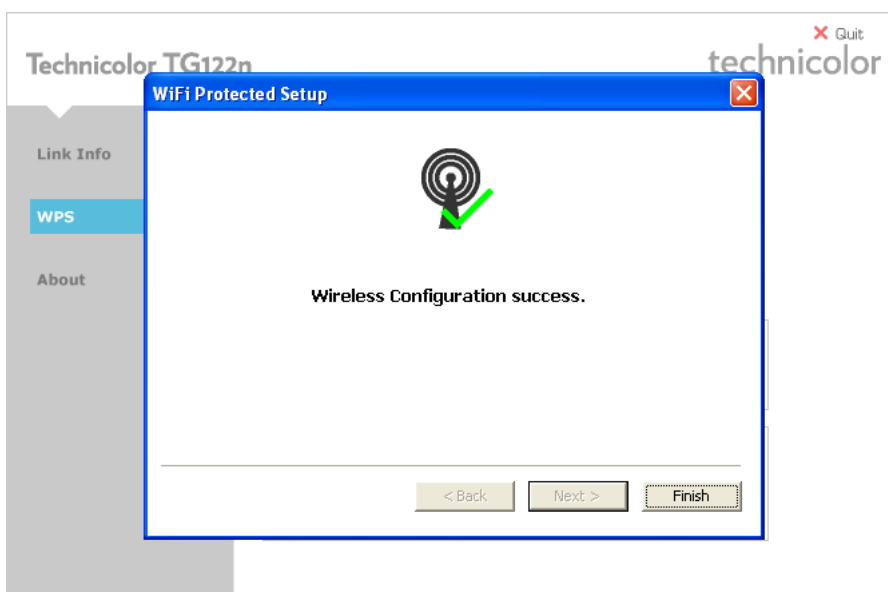 Quit
Technicolor TG122n
technicolor
WiFi Protected Setup
Link Info
WPS
About
Wireless Configuration success.
< Back
Next >
Finish